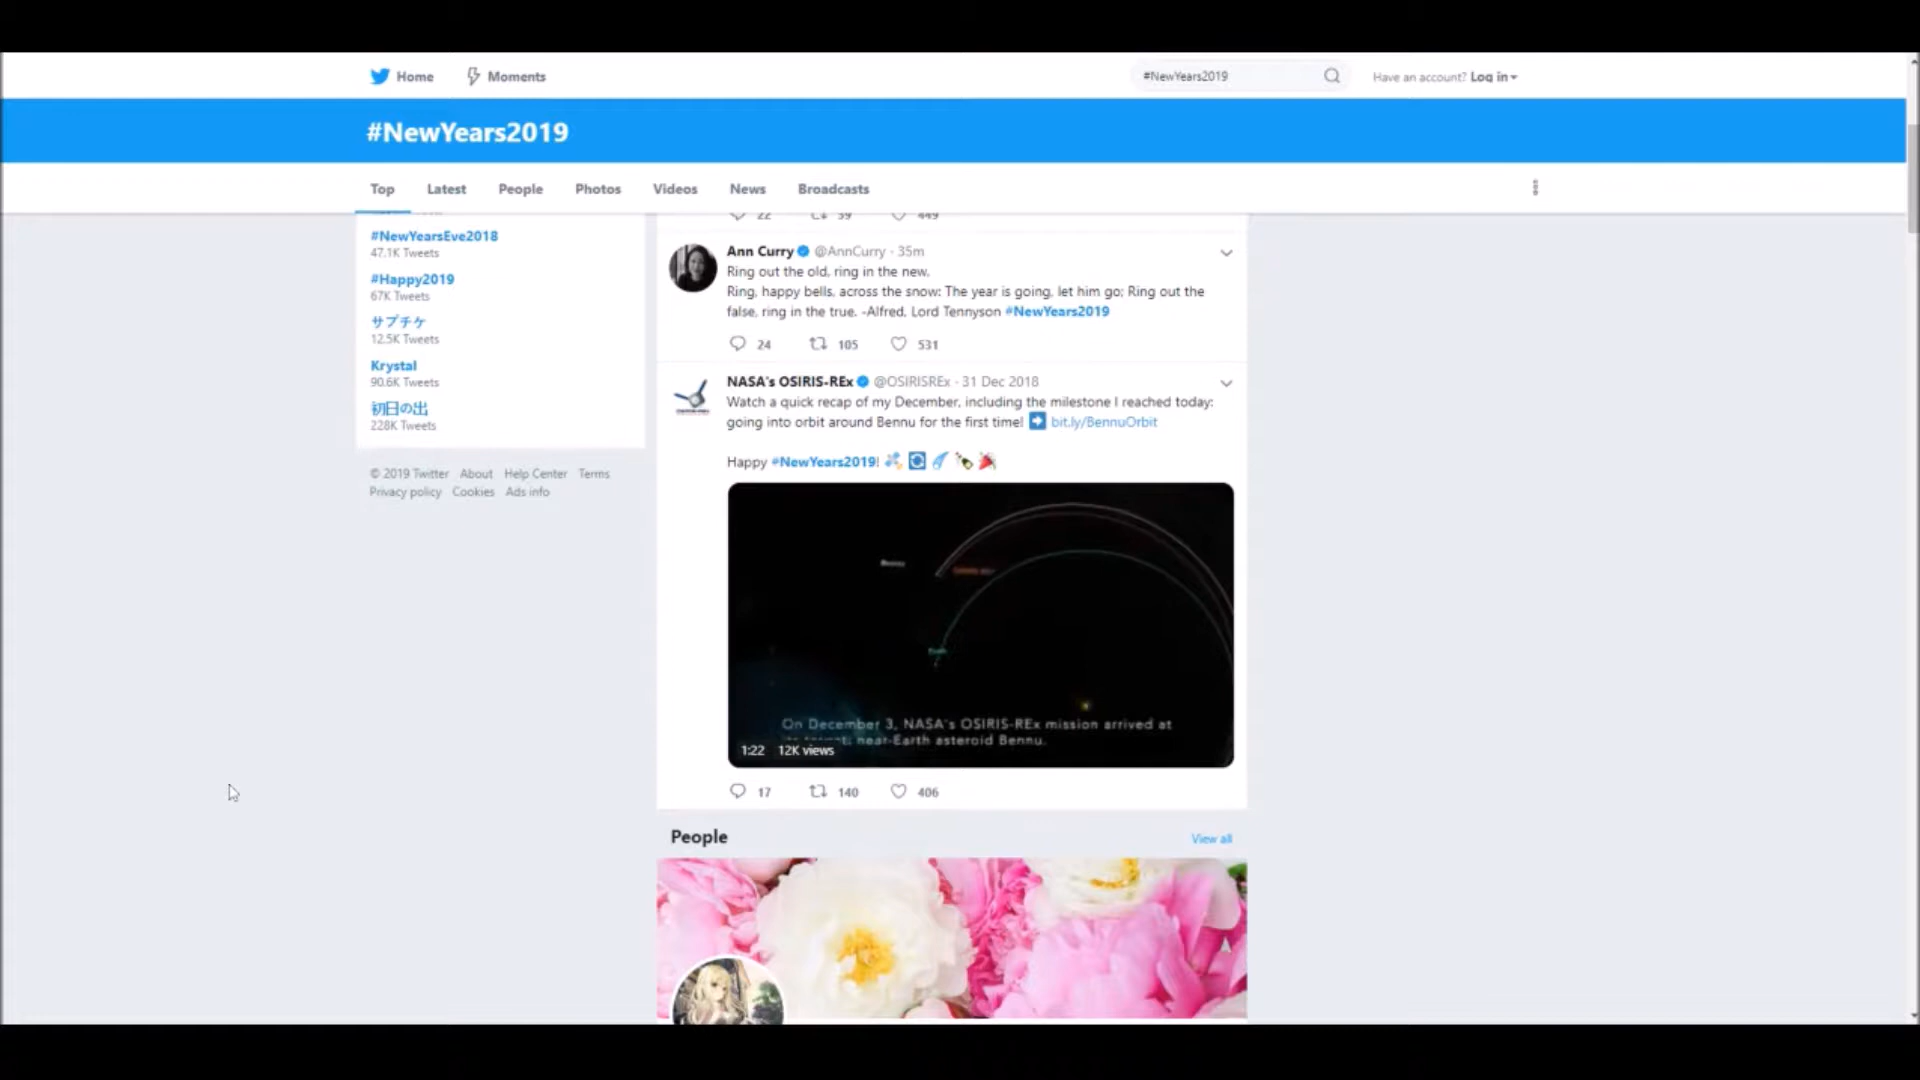 Home Moments #NewYears2019 Have an account? Log in
#NewYears2019
Top Latest People Photos Videos News Broadcasts
#NewYearsEve2018
47.1K Tweets
#Happy2019
67K Tweets
サプチケ
12.5K Tweets
Krystal
90.6K Tweets
初日の出
228K Tweets
© 2019 Twitter About Help Center Terms
Privacy policy Cookies Ads info
22 39 449
Ann Curry @AnnCurry · 35m
Ring out the old, ring in the new,
Ring, happy bells, across the snow: The year is going, let him go; Ring out the
false, ring in the true. -Alfred, Lord Tennyson #NewYears2019
24 105 531
NASA's OSIRIS-REx @OSIRISREx · 31 Dec 2018
Watch a quick recap of my December, including the milestone I reached today:
going into orbit around Bennu for the first time! bit.ly/BennuOrbit
Happy #NewYears2019!
Bennu
On December 3, NASA's OSIRIS-REx mission arrived at
near-Earth asteroid Bennu.
1:22 12K views
17 140 406
People View all